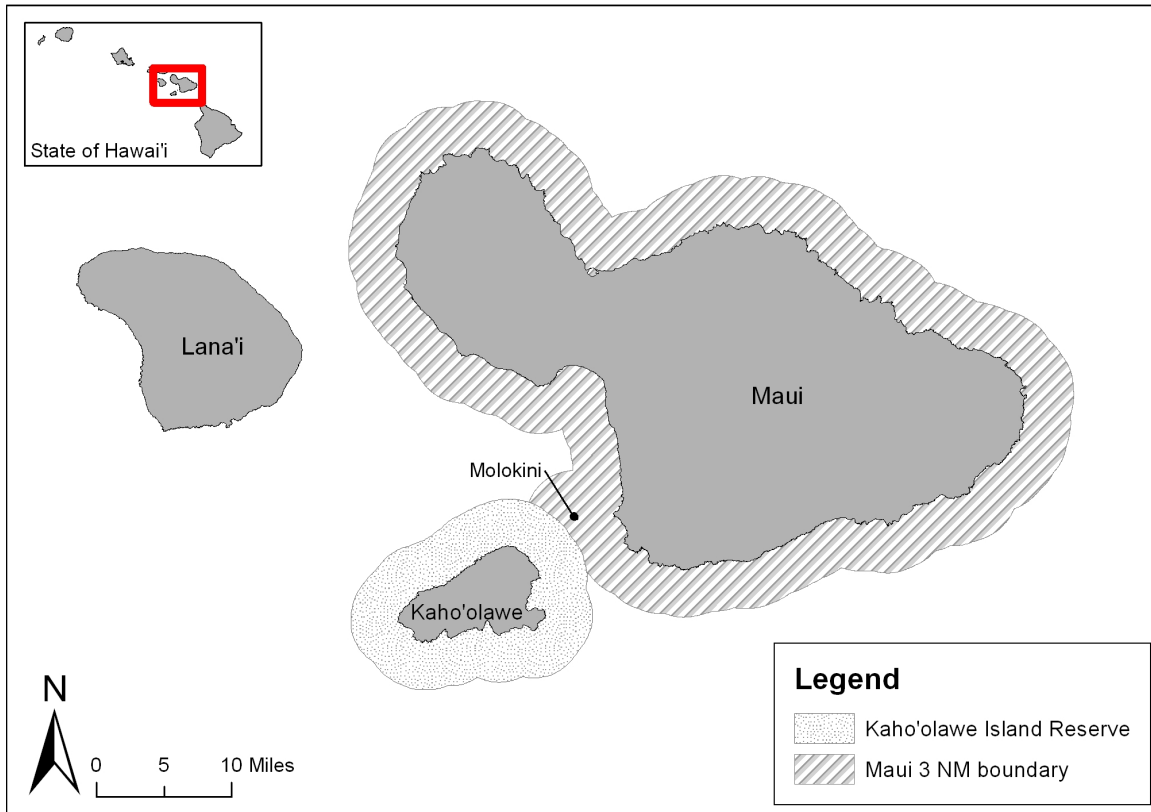 State of Hawai'i
Lana'i
Maui
Molokini
Kaho'olawe
N
0 5 10 Miles
Legend
Kaho'olawe Island Reserve
Maui 3 NM boundary